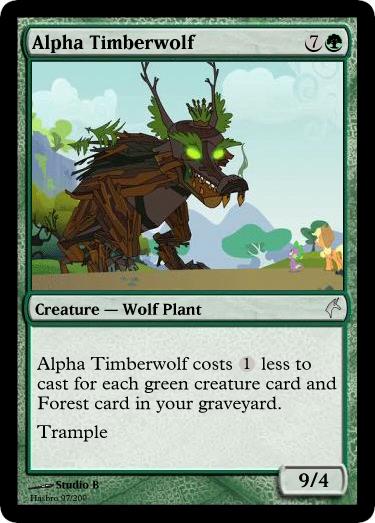 Alpha Timberwolf 7
Creature — Wolf Plant
Alpha Timberwolf costs 1 less to
cast for each green creature card and
Forest card in your graveyard.
Trample
Studio B
Hasbro 97/209
9/4